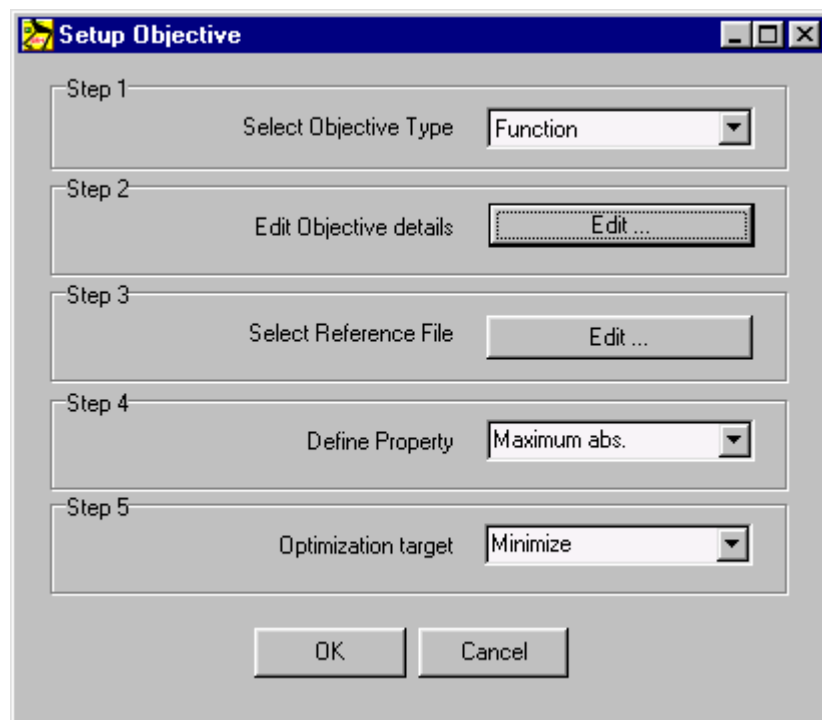 Setup Objective
Step 1
Select Objective Type Function
Step 2
Edit Objective details Edit ...
Step 3
Select Reference File Edit ...
Step 4
Define Property Maximum abs.
Step 5
Optimization target Minimize
OK Cancel